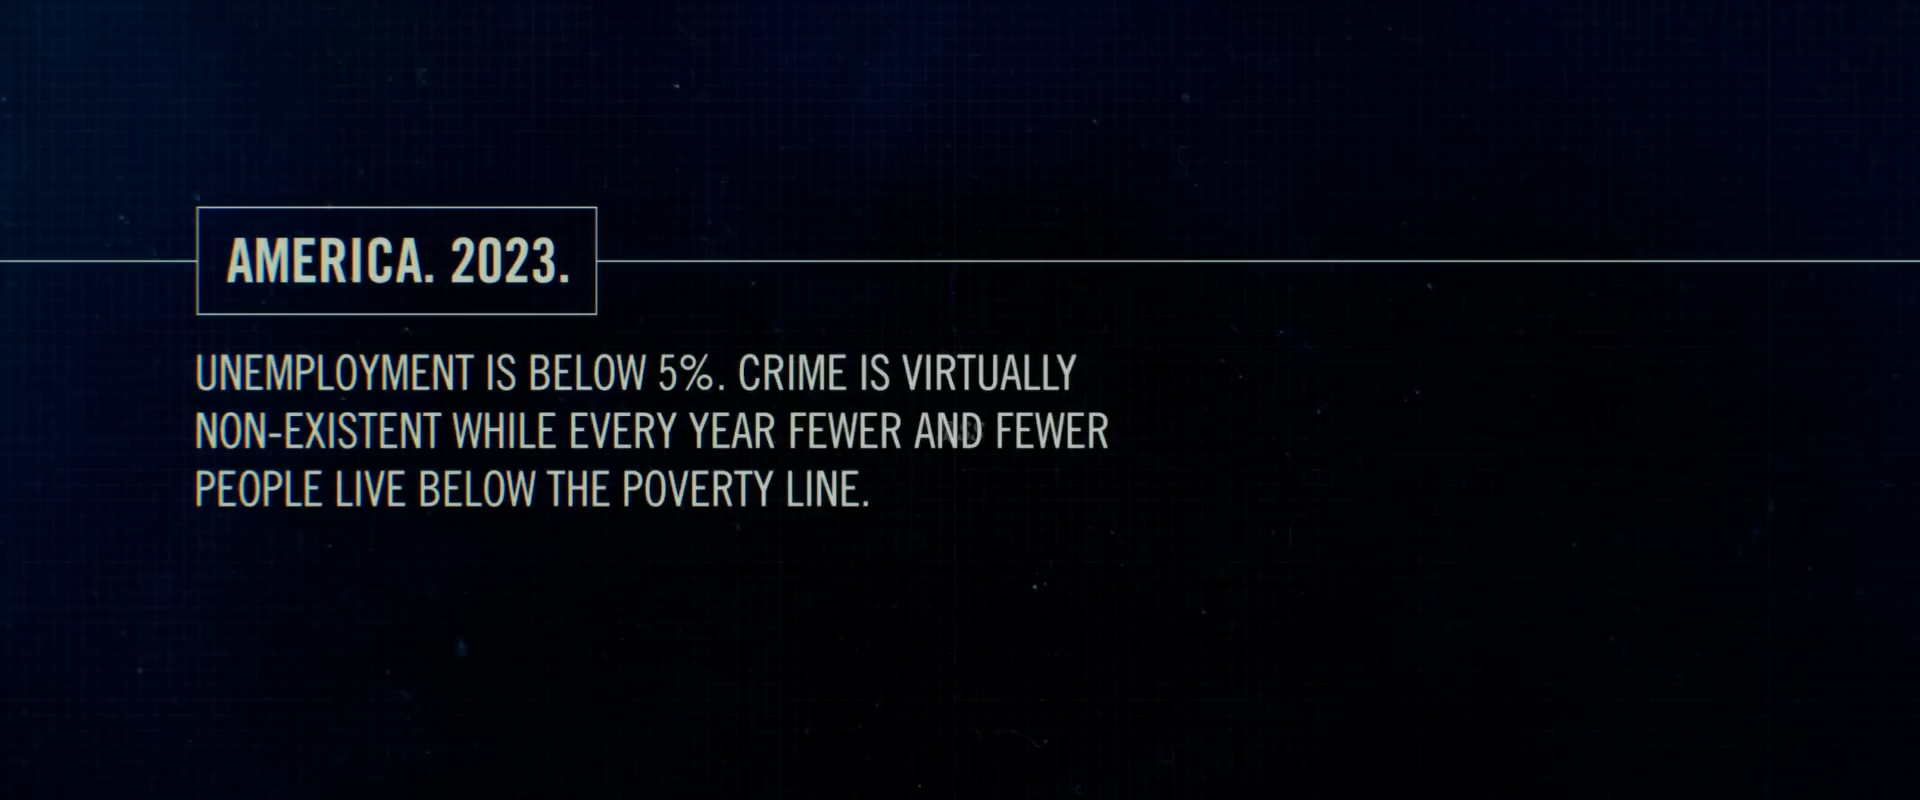 AMERICA. 2023.
UNEMPLOYMENT IS BELOW 5%. CRIME IS VIRTUALLY
NON-EXISTENT WHILE EVERY YEAR FEWER AND FEWER
PEOPLE LIVE BELOW THE POVERTY LINE.